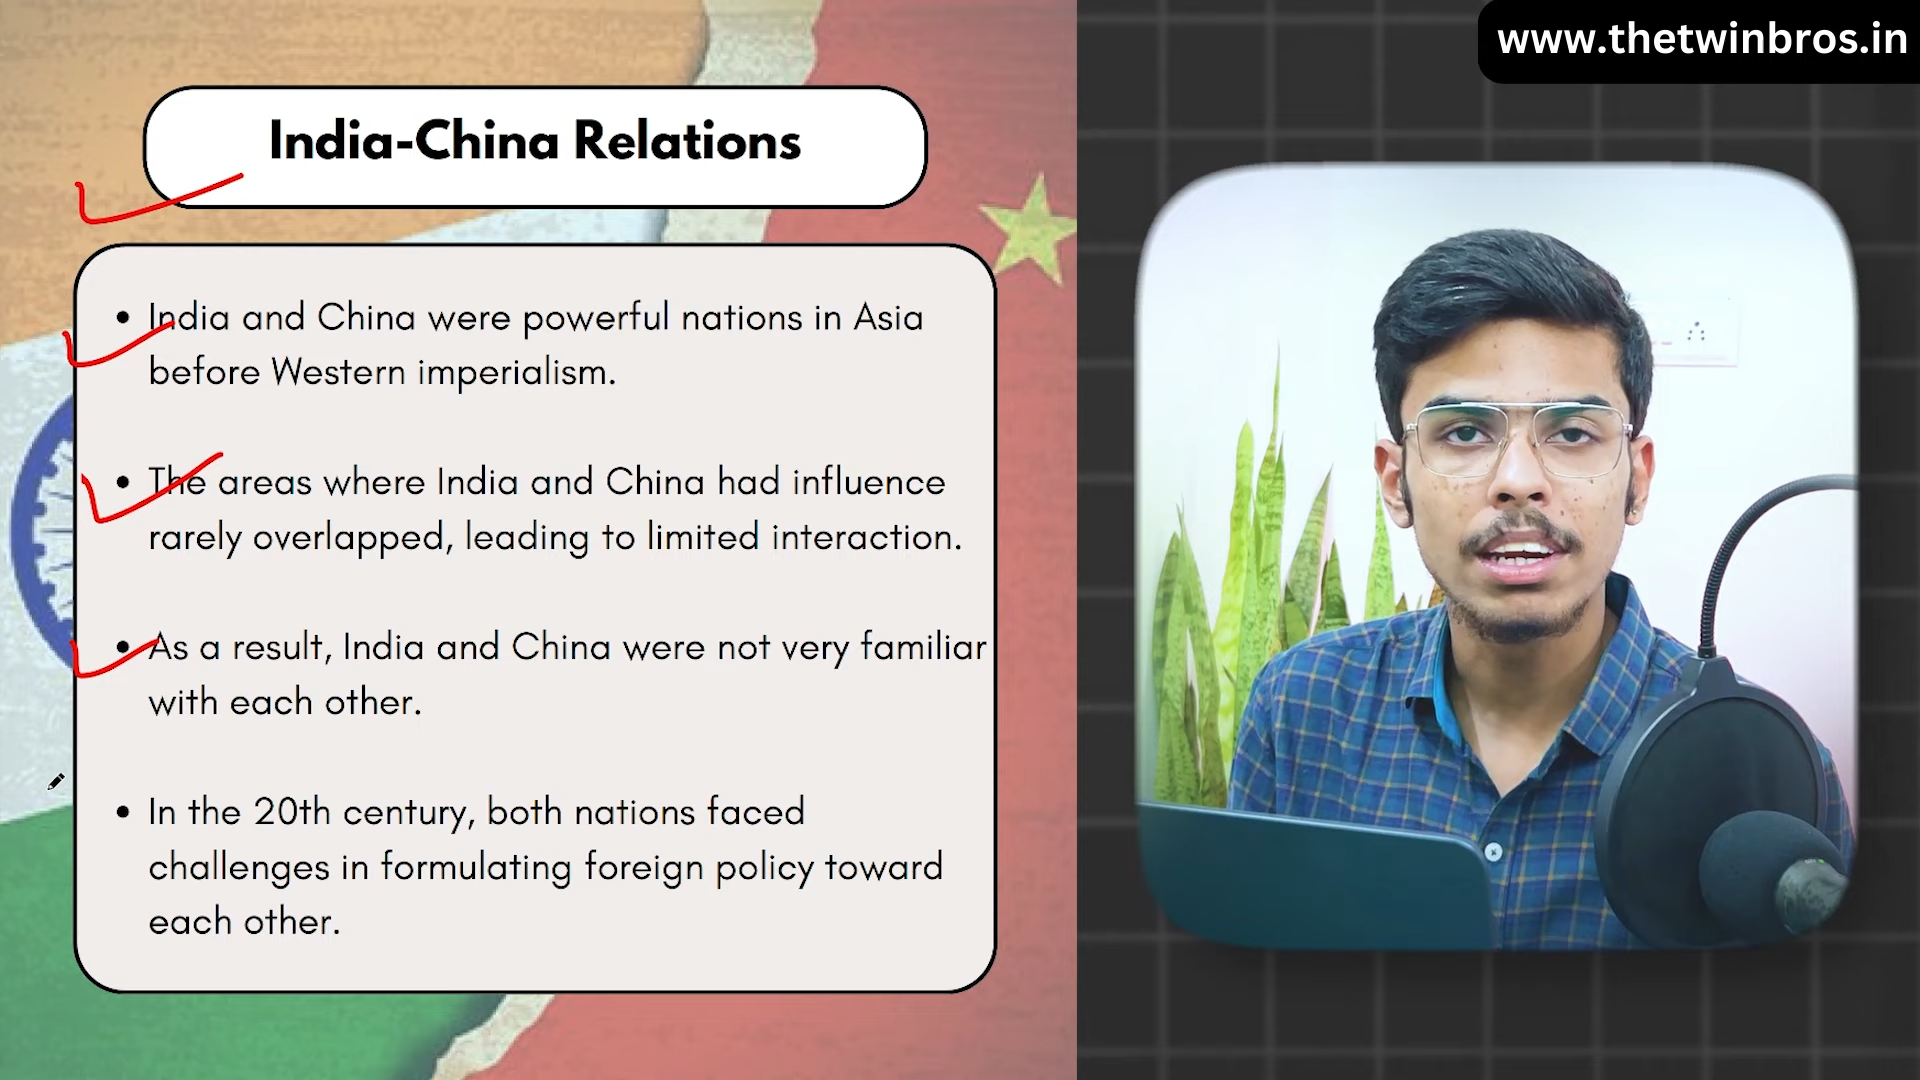 www.thetwinbros.in
India-China Relations
• India and China were powerful nations in Asia
before Western imperialism.
• The areas where India and China had influence
rarely overlapped, leading to limited interaction.
• As a result, India and China were not very familiar
with each other.
• In the 20th century, both nations faced
challenges in formulating foreign policy toward
each other.